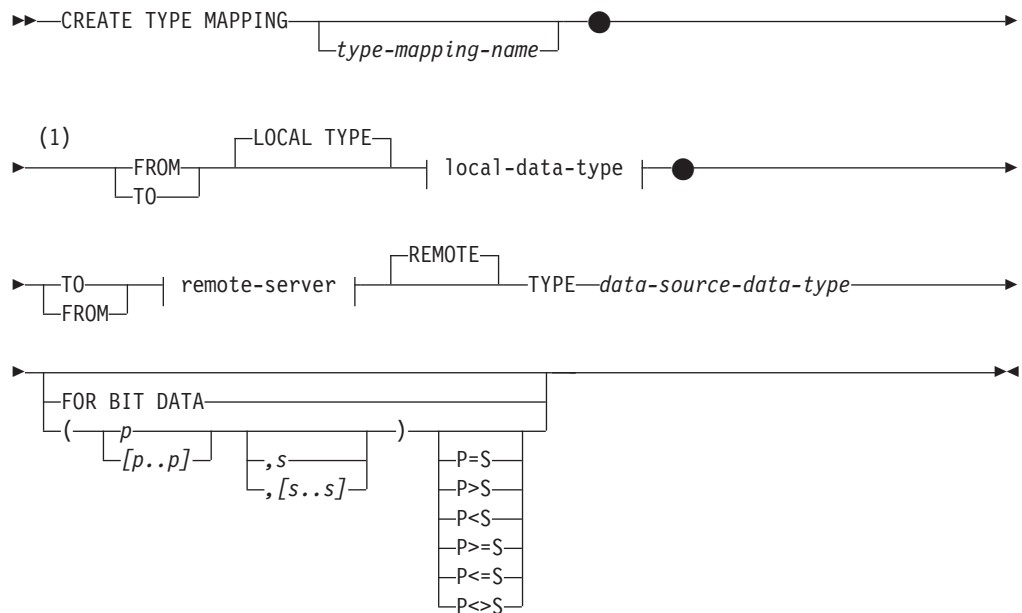 CREATE TYPE MAPPING
type-mapping-name
(1)
LOCAL TYPE
FROM
local-data-type
TO
REMOTE
TO
remote-server
TYPE
data-source-data-type
FROM
FOR BIT DATA
( p )
[p..p]
,s
,[s..s]
P=S
P>S
P<S
P>=S
P<=S
P<>S